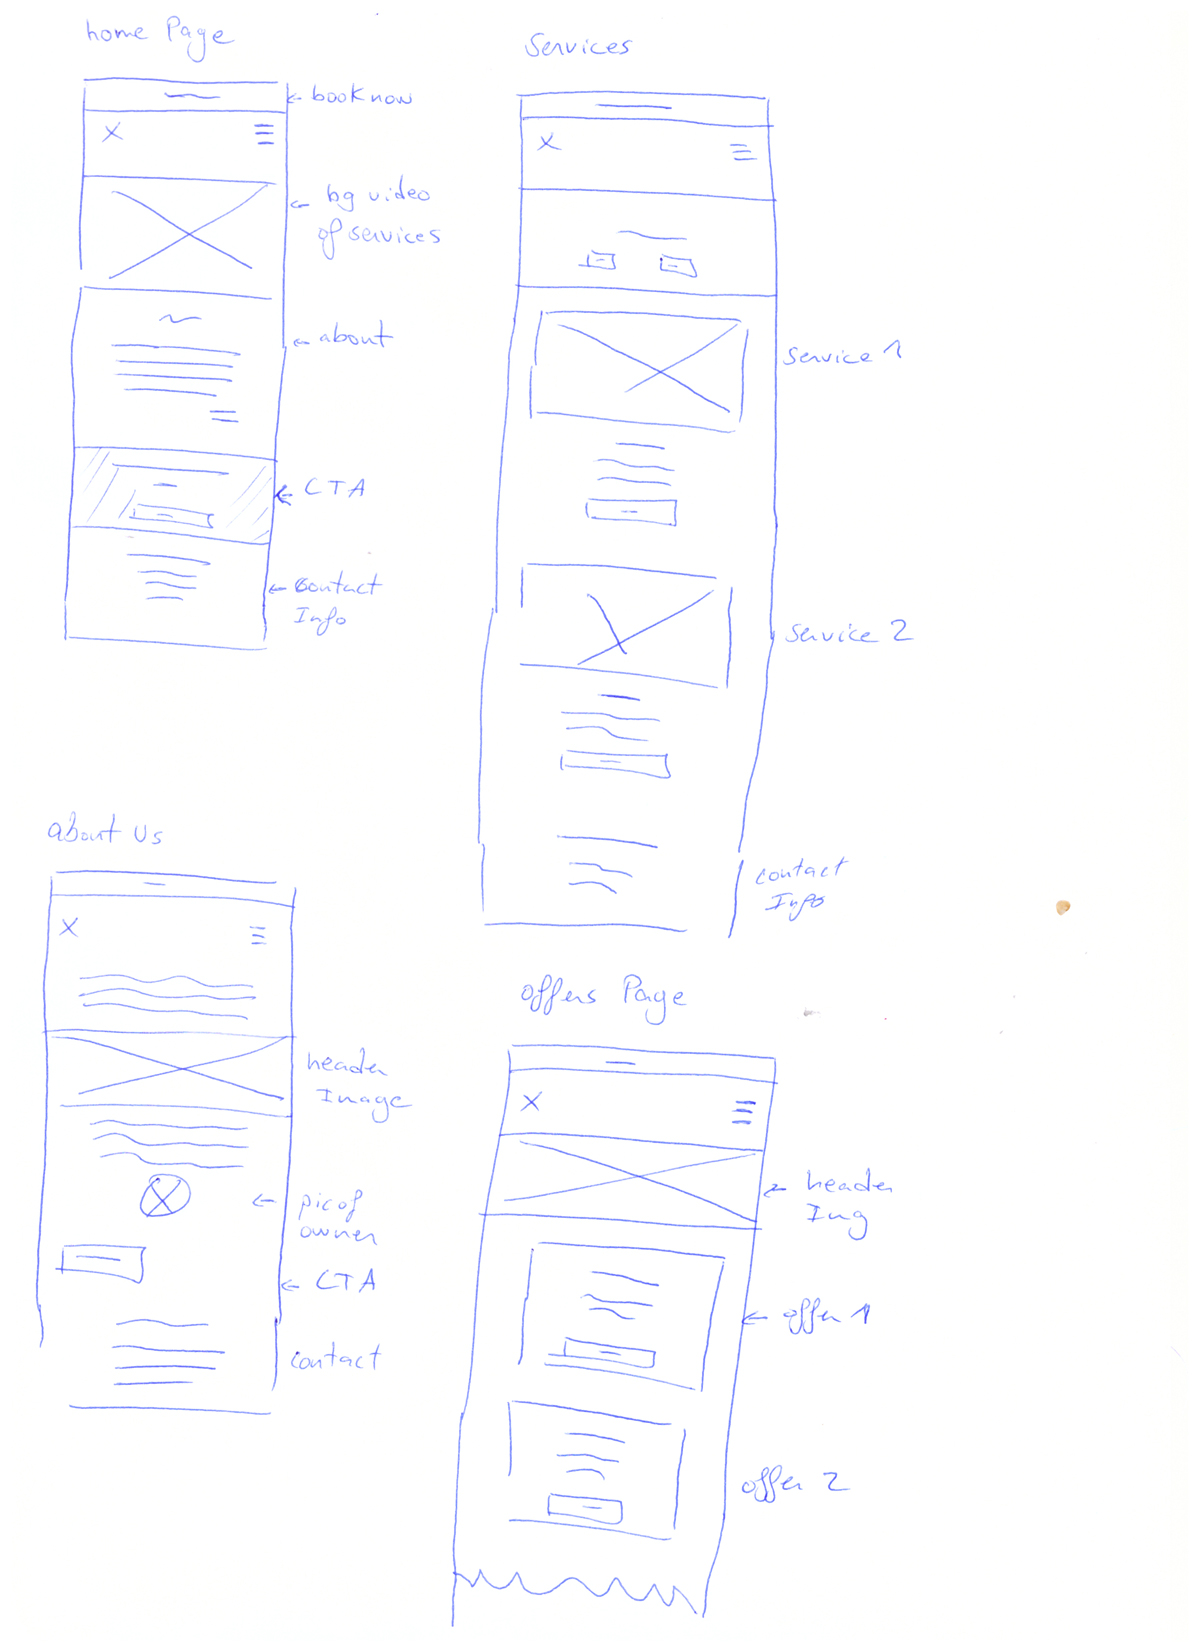 home Page
book now
bg video
of services
about
CTA
contact
Info
Services
Service 1
Service 2
contact
Info
about Us
header
Image
pic of
owner
CTA
contact
offers Page
header
Img
offer 1
offer 2